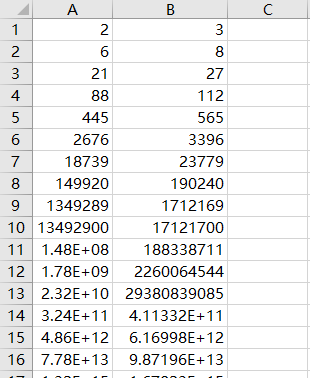 A B C
1 2 3
2 6 8
3 21 27
4 88 112
5 445 565
6 2676 3396
7 18739 23779
8 149920 190240
9 1349289 1712169
10 13492900 17121700
11 1.48E+08 188338711
12 1.78E+09 2260064544
13 2.32E+10 29380839085
14 3.24E+11 4.11332E+11
15 4.86E+12 6.16998E+12
16 7.78E+13 9.87196E+13